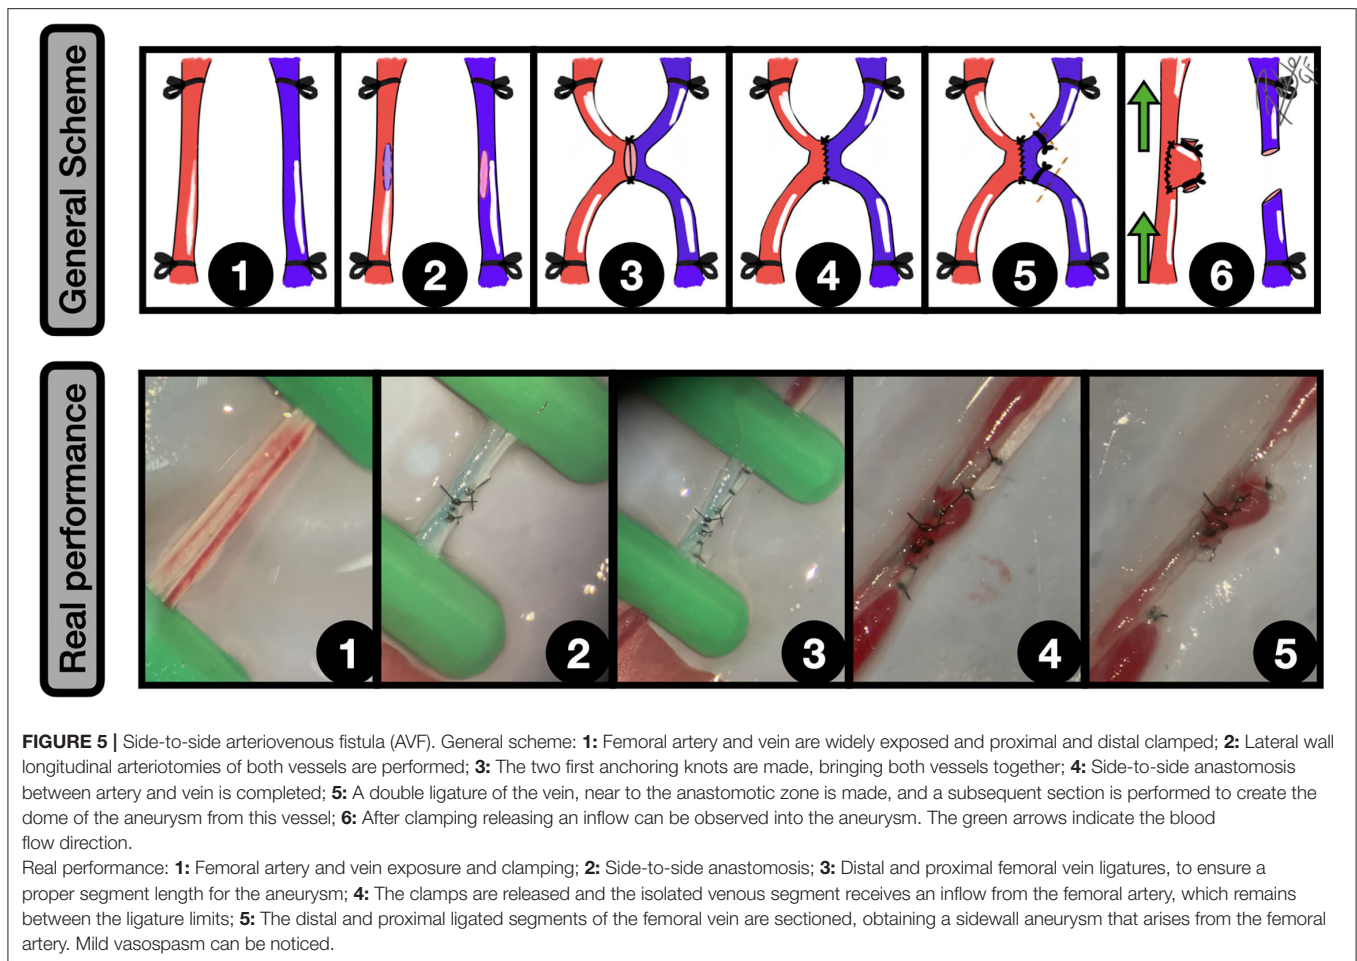 General Scheme
1
2
3
4
5
6
Real performance
1
2
3
4
5
FIGURE 5 | Side-to-side arteriovenous fistula (AVF). General scheme: 1: Femoral artery and vein are widely exposed and proximal and distal clamped; 2: Lateral wall
longitudinal arteriotomies of both vessels are performed; 3: The two first anchoring knots are made, bringing both vessels together; 4: Side-to-side anastomosis
between artery and vein is completed; 5: A double ligature of the vein, near to the anastomotic zone is made, and a subsequent section is performed to create the
dome of the aneurysm from this vessel; 6: After clamping releasing an inflow can be observed into the aneurysm. The green arrows indicate the blood
flow direction.
Real performance: 1: Femoral artery and vein exposure and clamping; 2: Side-to-side anastomosis; 3: Distal and proximal femoral vein ligatures, to ensure a
proper segment length for the aneurysm; 4: The clamps are released and the isolated venous segment receives an inflow from the femoral artery, which remains
between the ligature limits; 5: The distal and proximal ligated segments of the femoral vein are sectioned, obtaining a sidewall aneurysm that arises from the femoral
artery. Mild vasospasm can be noticed.